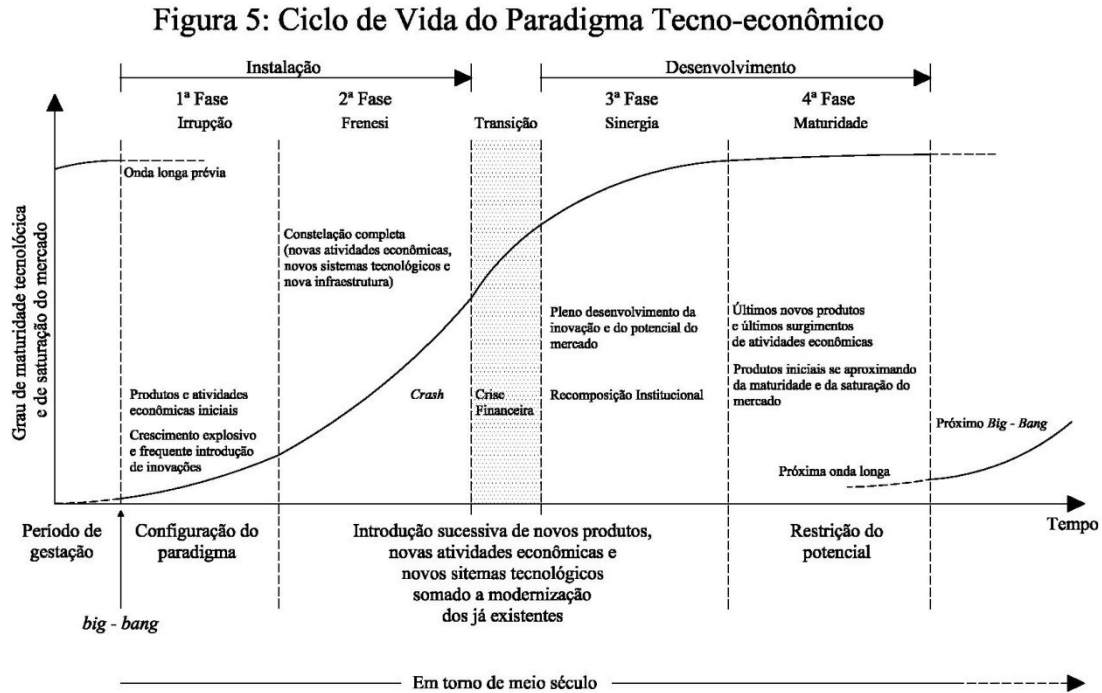 Figura 5: Ciclo de Vida do Paradigma Tecno-econômico
Instalação
Desenvolvimento
1ª Fase
Irrupção
2ª Fase
Frenesi
Transição
3ª Fase
Sinergia
4ª Fase
Maturidade
Grau de maturidade tecnolócica
e de saturação do mercado
Onda longa prévia
Constelação completa
(novas atividades econômicas,
novos sistemas tecnológicos e
nova infraestrutura)
Produtos e atividades
econômicas iniciais
Crescimento explosivo
e frequente introdução
de inovações
Crash
Crise
Financeira
Pleno desenvolvimento da
inovação e do potencial do
mercado
Recomposição Institucional
Últimos novos produtos
e últimos surgimentos
de atividades econômicas
Produtos iniciais se aproximando
da maturidade e da saturação do
mercado
Próximo Big - Bang
Próxima onda longa
Tempo
Período de
gestação
Configuração do
paradigma
Introdução sucessiva de novos produtos,
novas atividades econômicas e
novos sitemas tecnológicos
somado a modernização
dos já existentes
Restrição do
potencial
big - bang
Em torno de meio século